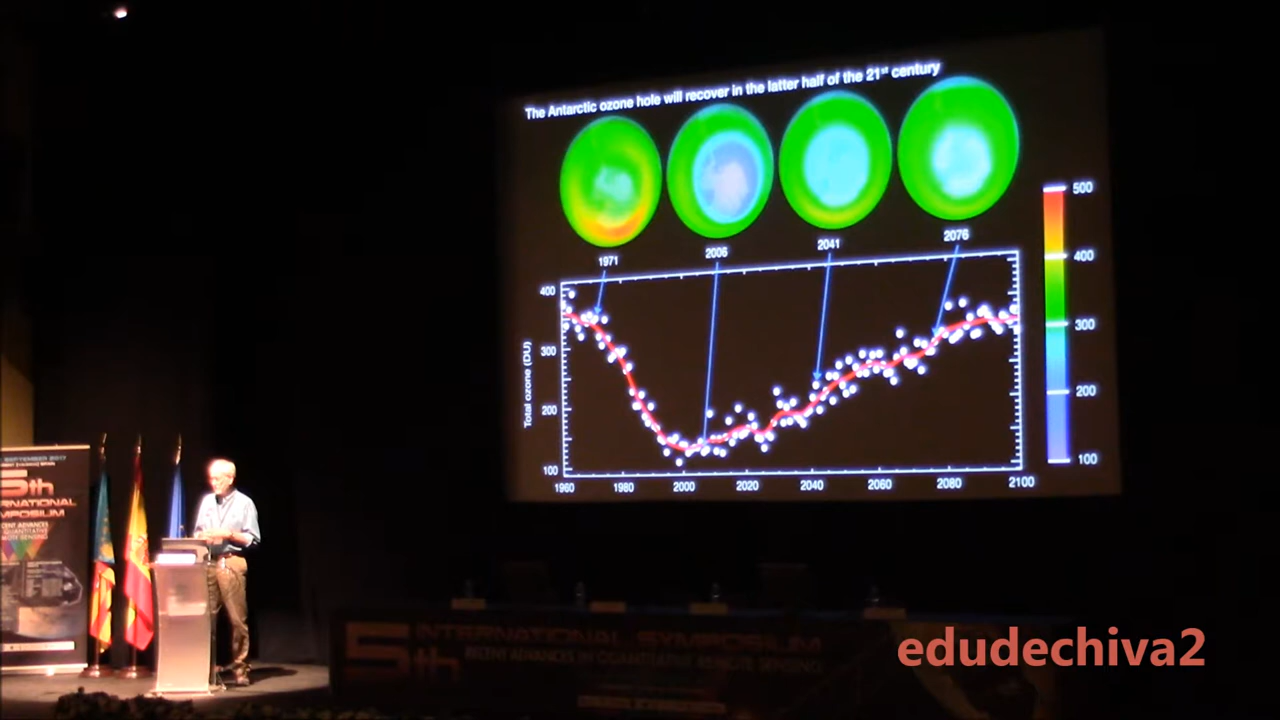 The Antarctic ozone hole will recover in the latter half of the 21st century
1971
2006
2041
2076
500
400
300
200
100
Total ozone (DU)
400
300
200
100
1960
1980
2000
2020
2040
2060
2080
2100
SEPTEMBER 2017
5th
SYMPOSIUM
5th
INTERNATIONAL SYMPOSIUM
RECENT ADVANCES IN QUANTITATIVE REMOTE SENSING
edudechiva2